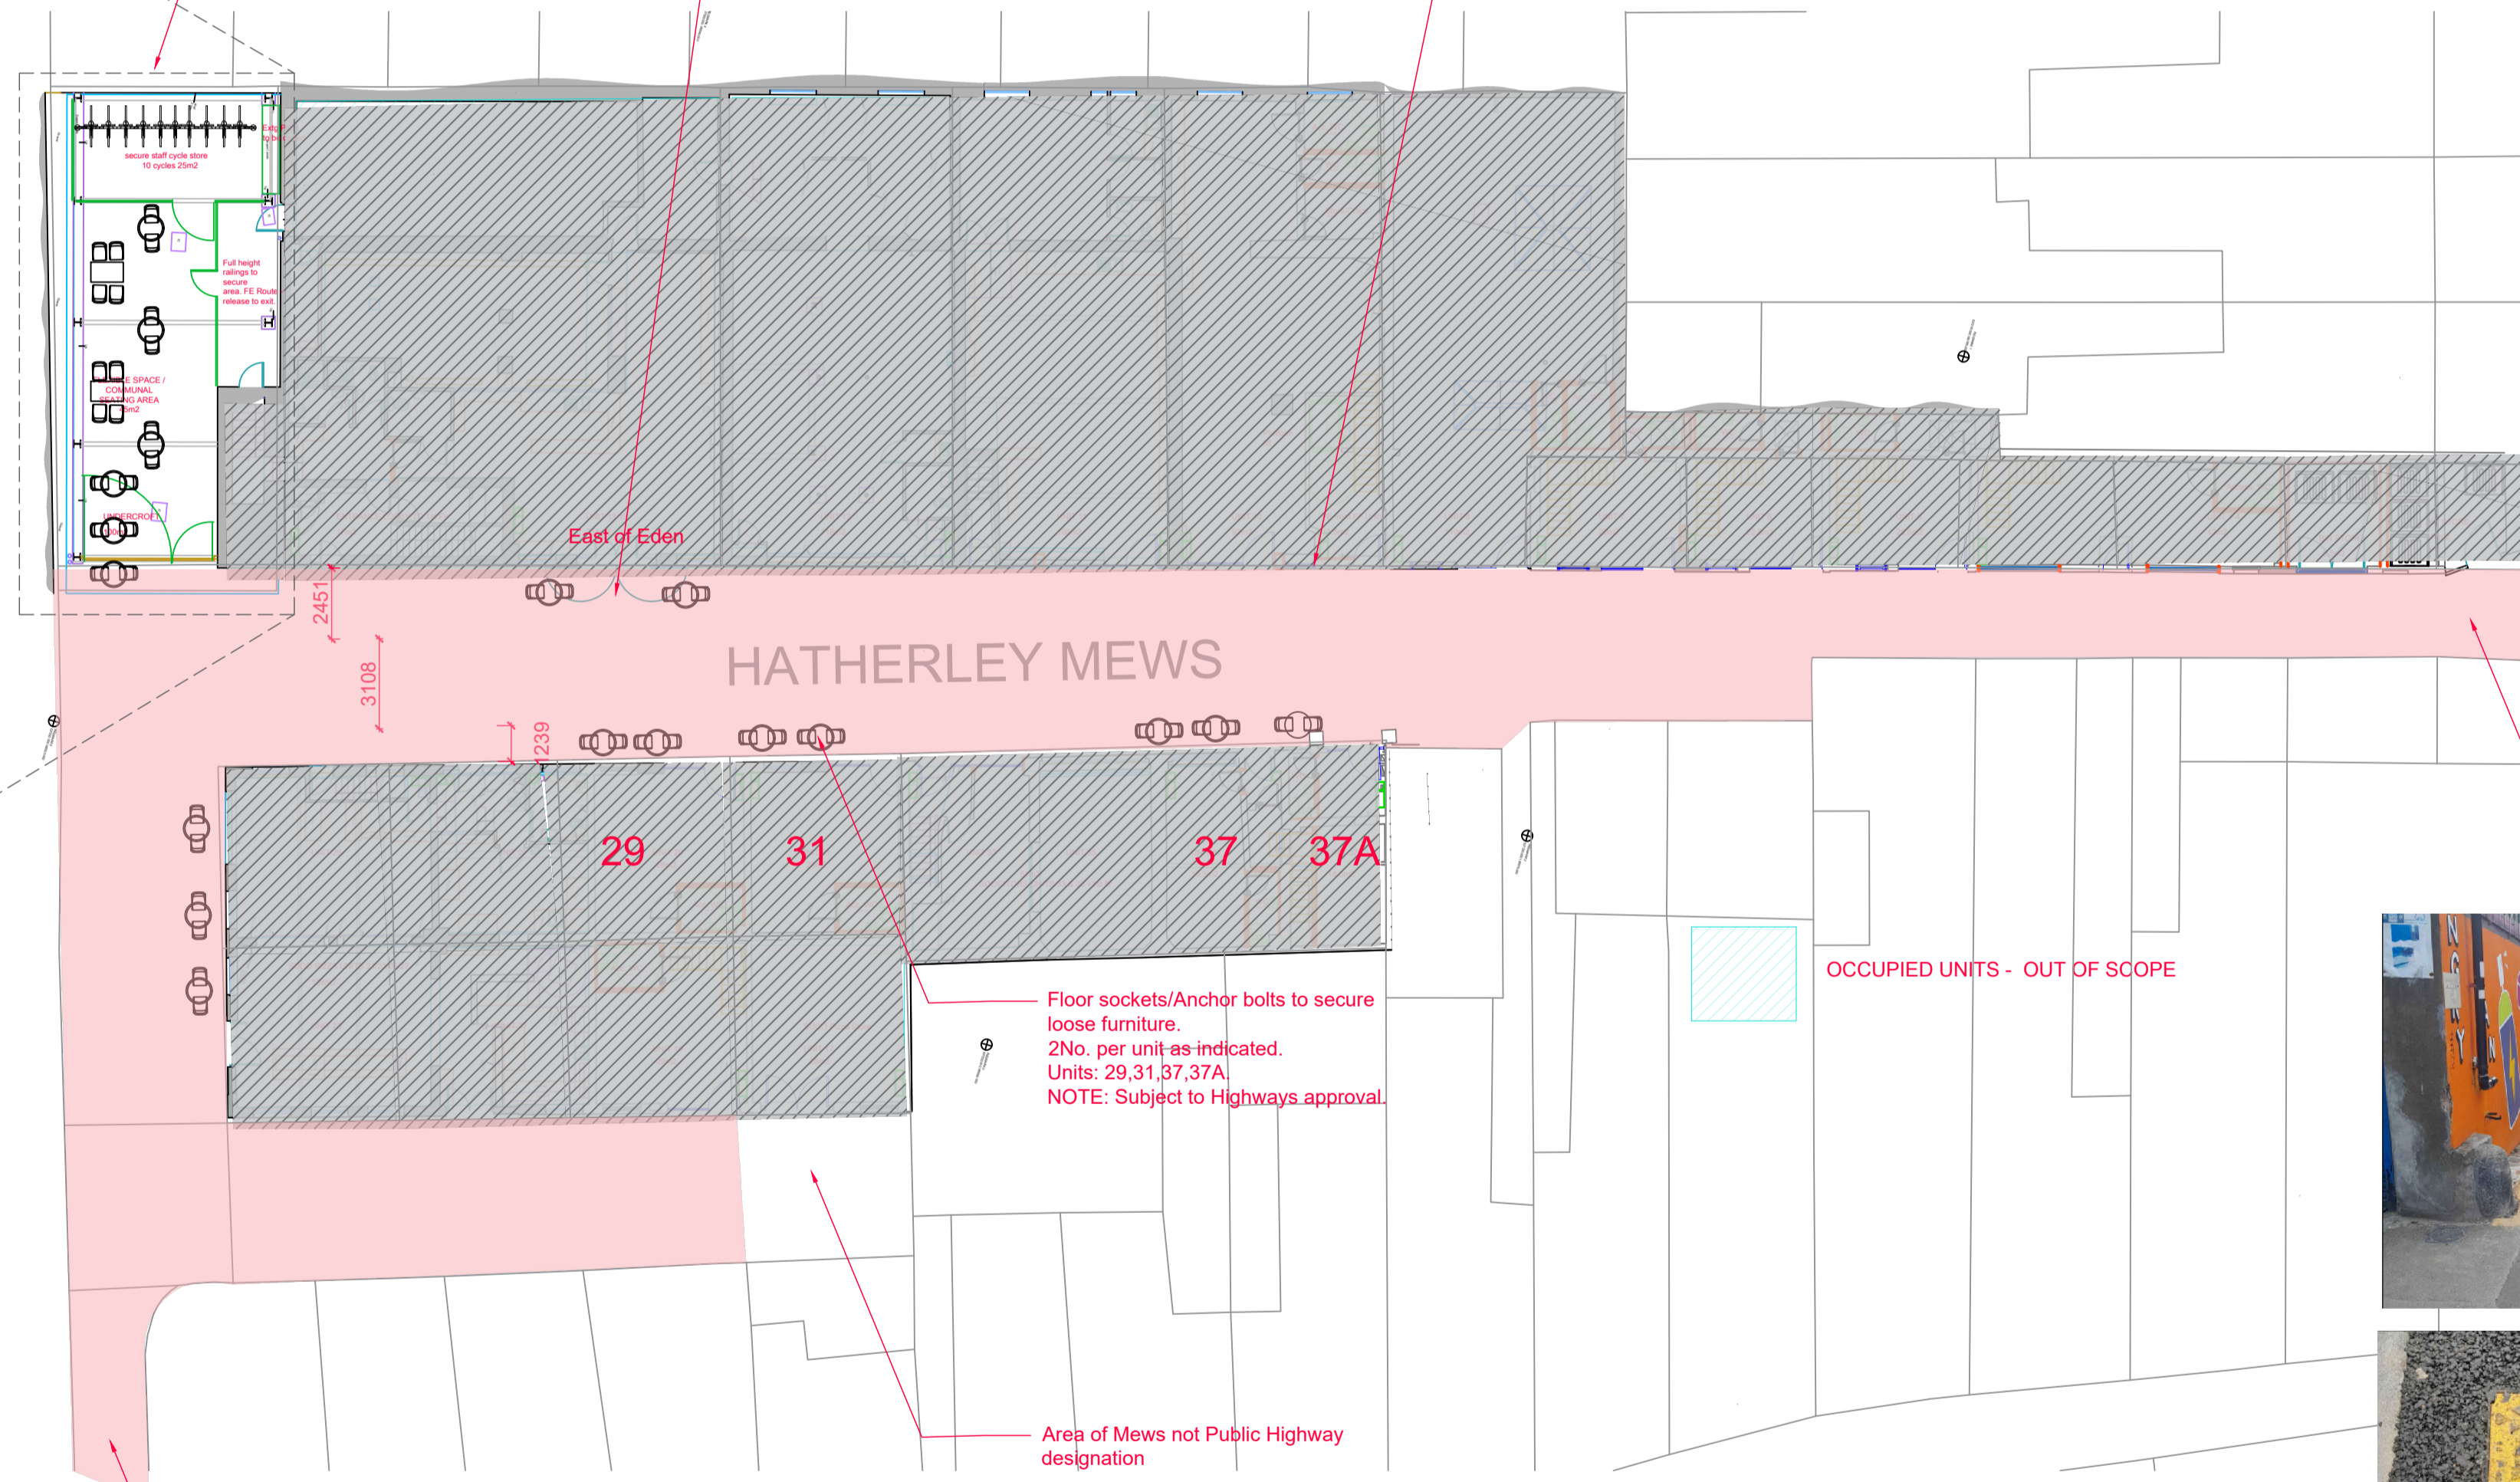 secure staff cycle store
10 cycles 25m2
Full height
railings to
secure
area. FE Route
release to exit.
SPACE /
COMMUNAL
SEATING AREA
UNDERCROFT
East of Eden
2451
3108
1239
HATHERLEY MEWS
29
31
37
37A
OCCUPIED UNITS - OUT OF SCOPE
Floor sockets/Anchor bolts to secure
loose furniture.
2No. per unit as indicated.
Units: 29,31,37,37A.
NOTE: Subject to Highways approval.
Area of Mews not Public Highway
designation